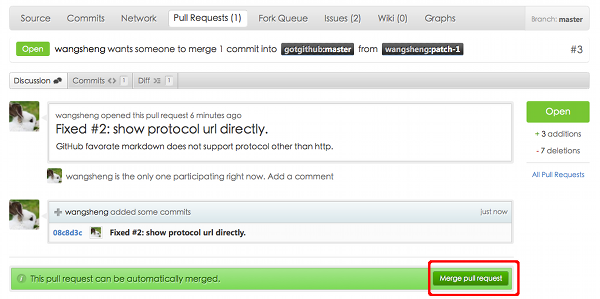 Source Commits Network Pull Requests (1) Fork Queue Issues (2) Wiki (0) Graphs Branch: master
Open wangsheng wants someone to merge 1 commit into gotgithub:master from wangsheng:patch-1 #3
Discussion Commits 1 Diff 1
wangsheng opened this pull request 6 minutes ago
Fixed #2: show protocol url directly.
GitHub favorate markdown does not support protocol other than http.
Open
+ 3 additions
- 7 deletions
All Pull Requests
wangsheng is the only one participating right now. Add a comment
wangsheng added some commits just now
08c8d3c Fixed #2: show protocol url directly.
This pull request can be automatically merged. Merge pull request